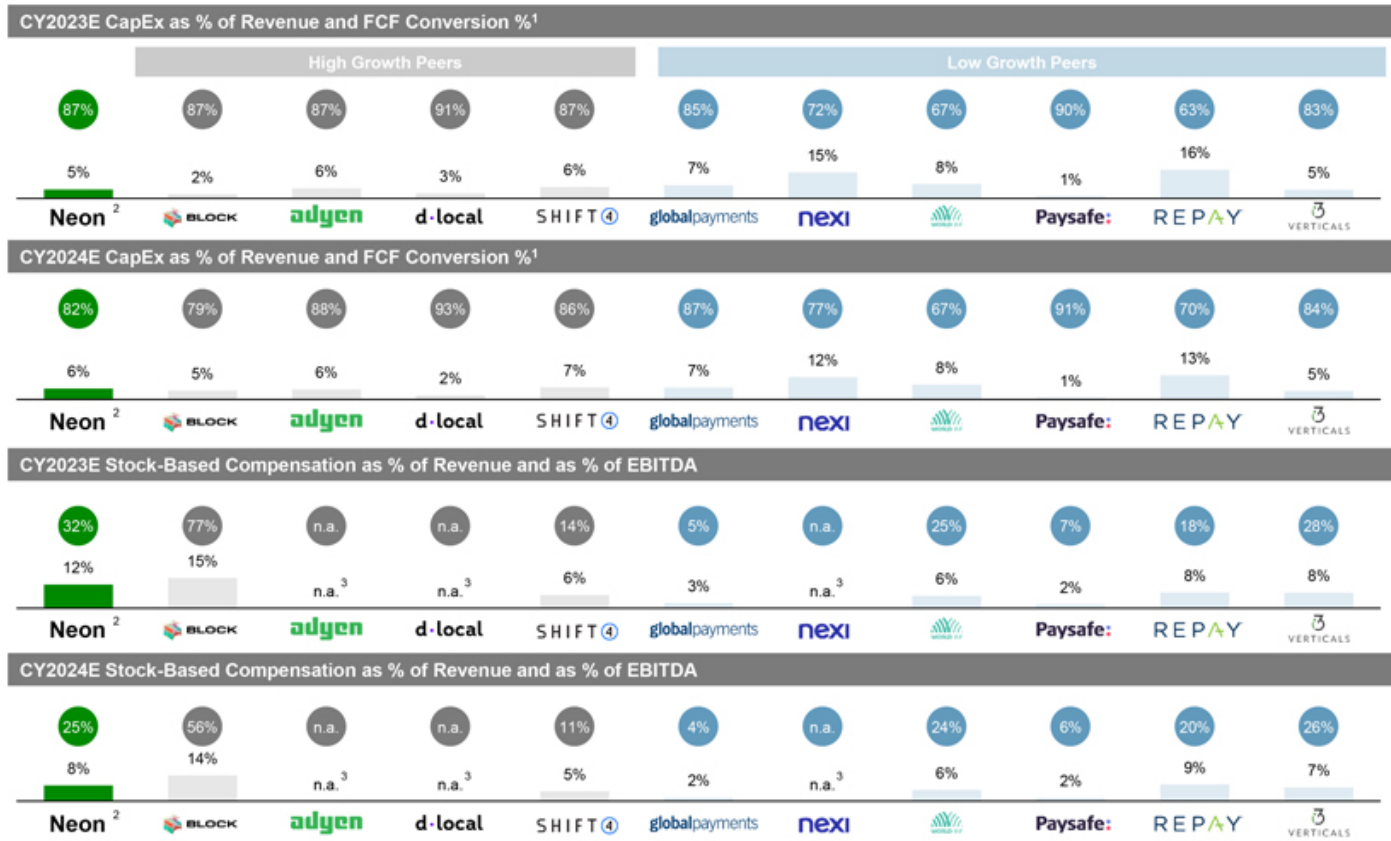 CY2023E CapEx as % of Revenue and FCF Conversion %1
High Growth Peers Low Growth Peers
87% 87% 87% 91% 87% 85% 72% 67% 90% 63% 83%
5% 2% 6% 3% 6% 7% 15% 8% 1% 16% 5%
Neon 2 BLOCK adyen d·local SHIFT4 globalpayments nexi Paysafe: REPAY i3 VERTICALS
CY2024E CapEx as % of Revenue and FCF Conversion %1
82% 79% 88% 93% 86% 87% 77% 67% 91% 70% 84%
6% 5% 6% 2% 7% 7% 12% 8% 1% 13% 5%
Neon 2 BLOCK adyen d·local SHIFT4 globalpayments nexi Paysafe: REPAY i3 VERTICALS
CY2023E Stock-Based Compensation as % of Revenue and as % of EBITDA
32% 77% n.a. n.a. 14% 5% n.a. 25% 7% 18% 28%
12% 15% n.a.3 n.a.3 6% 3% n.a.3 6% 2% 8% 8%
Neon 2 BLOCK adyen d·local SHIFT4 globalpayments nexi Paysafe: REPAY i3 VERTICALS
CY2024E Stock-Based Compensation as % of Revenue and as % of EBITDA
25% 56% n.a. n.a. 11% 4% n.a. 24% 6% 20% 26%
8% 14% n.a.3 n.a.3 5% 2% n.a.3 6% 2% 9% 7%
Neon 2 BLOCK adyen d·local SHIFT4 globalpayments nexi Paysafe: REPAY i3 VERTICALS